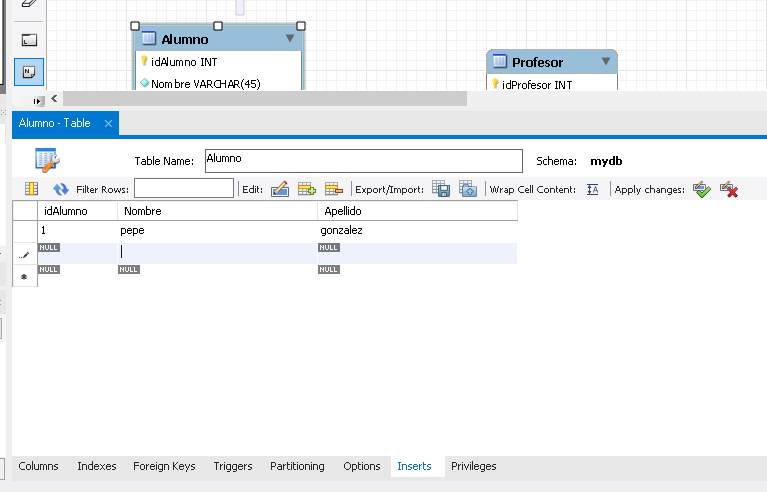 Alumno
idAlumno INT
Nombre VARCHAR(45)
Profesor
idProfesor INT
Alumno - Table
Table Name: Alumno Schema: mydb
Filter Rows: Edit: Export/Import: Wrap Cell Content: Apply changes:
idAlumno Nombre Apellido
1 pepe gonzalez
NULL NULL
NULL NULL NULL
Columns Indexes Foreign Keys Triggers Partitioning Options Inserts Privileges